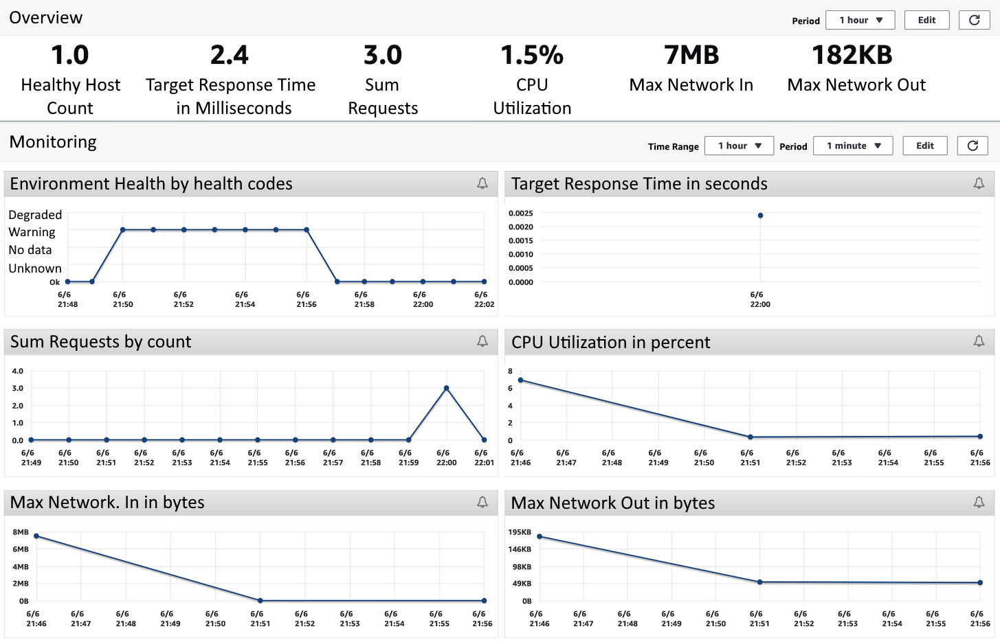 Overview
Period 1 hour Edit
1.0 2.4 3.0 1.5% 7MB 182KB
Healthy Host Target Response Time Sum CPU Max Network In Max Network Out
Count in Milliseconds Requests Utilization
Monitoring
Time Range 1 hour Period 1 minute Edit
Environment Health by health codes
Degraded
Warning
No data
Unknown
Ok
6/6 6/6 6/6 6/6 6/6 6/6 6/6 6/6
21:48 21:50 21:52 21:54 21:56 21:58 22:00 22:02
Target Response Time in seconds
0.0025
0.0020
0.0015
0.0010
0.0005
0.0000
6/6
22:00
Sum Requests by count
4.0
3.0
2.0
1.0
0.0
6/6 6/6 6/6 6/6 6/6 6/6 6/6 6/6 6/6 6/6 6/6 6/6 6/6
21:49 21:50 21:51 21:52 21:53 21:54 21:55 21:56 21:57 21:58 21:59 22:00 22:01
CPU Utilization in percent
8
6
4
2
0
6/6 6/6 6/6 6/6 6/6 6/6 6/6 6/6 6/6 6/6 6/6
21:46 21:47 21:48 21:49 21:50 21:51 21:52 21:53 21:54 21:55 21:56
Max Network. In in bytes
8MB
6MB
4MB
2MB
0B
6/6 6/6 6/6 6/6 6/6 6/6 6/6 6/6 6/6 6/6 6/6
21:46 21:47 21:48 21:49 21:50 21:51 21:52 21:53 21:54 21:55 21:56
Max Network Out in bytes
195KB
146KB
98KB
49KB
0B
6/6 6/6 6/6 6/6 6/6 6/6 6/6 6/6 6/6 6/6 6/6
21:46 21:47 21:48 21:49 21:50 21:51 21:52 21:53 21:54 21:55 21:56